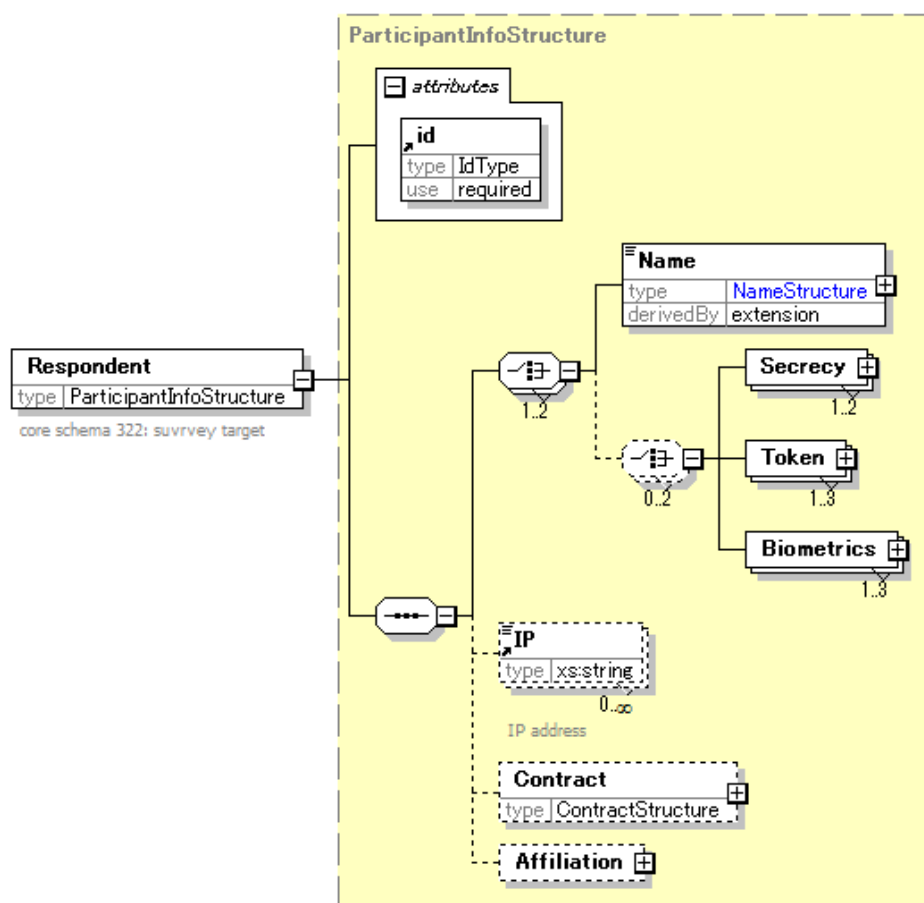 ParticipantInfoStructure
attributes
id
type IdType
use required
Name
type NameStructure
derivedBy extension
Respondent
type ParticipantInfoStructure
core schema 322: suvrvey target
1..2
Secrecy
1..2
0..2
Token
1..3
Biometrics
1..3
IP
type xs:string
0..∞
IP address
Contract
type ContractStructure
Affiliation